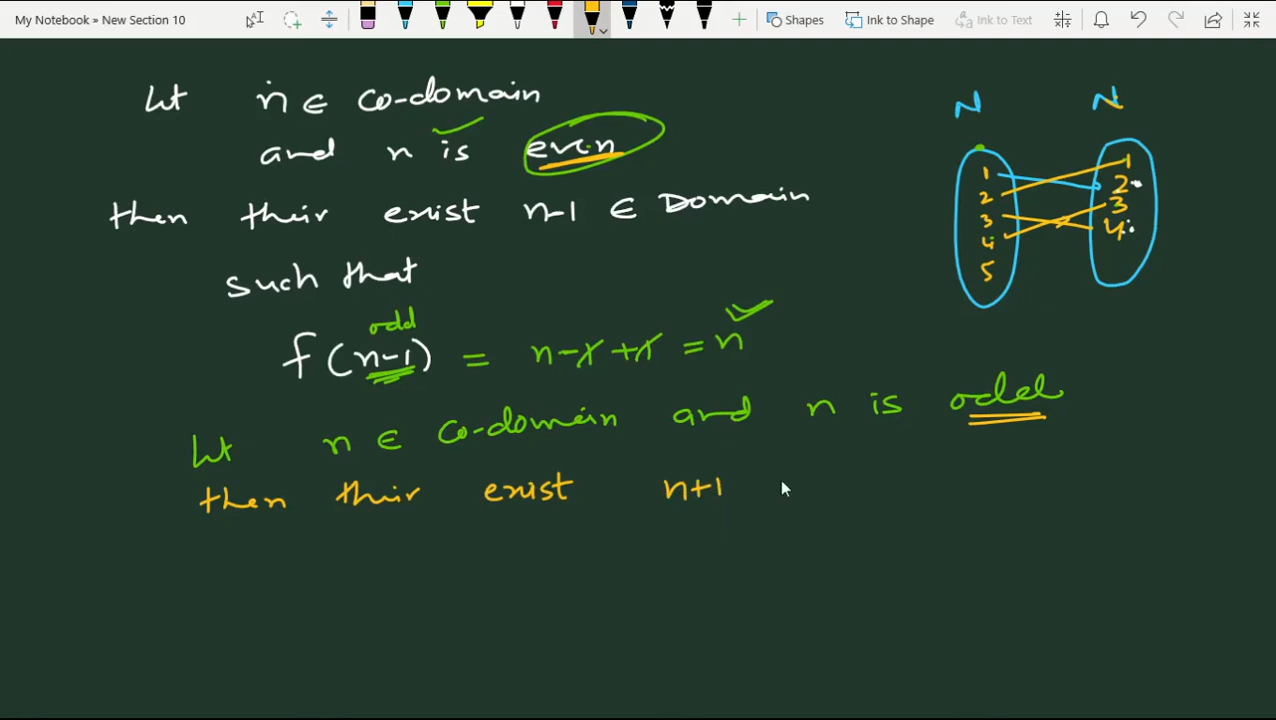 My Notebook » New Section 10
Shapes
Ink to Shape
Ink to Text
Let n ∈ co-domain
and n is even
then their exist n-1 ∈ Domain
such that
odd
f(n-1) = n-1+1 = n
Let n ∈ co-domain and n is odd
then their exist n+1
N N
1 1
2 2
3 3
4 4
5